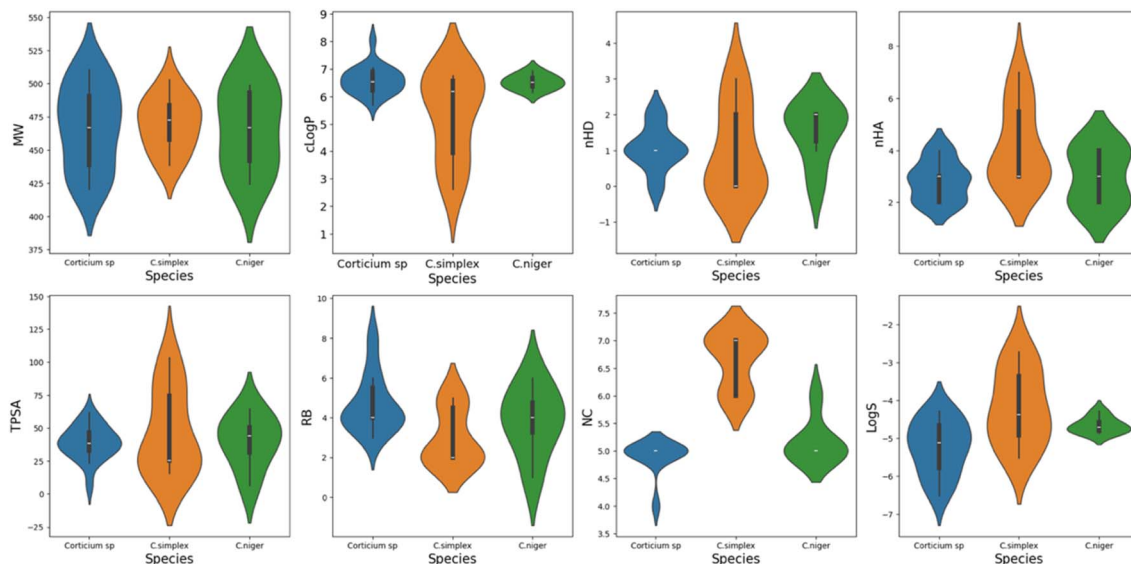 MW
550
525
500
475
450
425
400
375
Corticium sp C.simplex C.niger
Species
cLogP
9
8
7
6
5
4
3
2
1
Corticium sp C.simplex C.niger
Species
nHD
4
3
2
1
0
−1
Corticium sp C.simplex C.niger
Species
nHA
8
6
4
2
Corticium sp C.simplex C.niger
Species
TPSA
150
125
100
75
50
25
0
−25
Corticium sp C.simplex C.niger
Species
RB
10
8
6
4
2
0
Corticium sp C.simplex C.niger
Species
NC
7.5
7.0
6.5
6.0
5.5
5.0
4.5
4.0
3.5
Corticium sp C.simplex C.niger
Species
LogS
−2
−3
−4
−5
−6
−7
Corticium sp C.simplex C.niger
Species